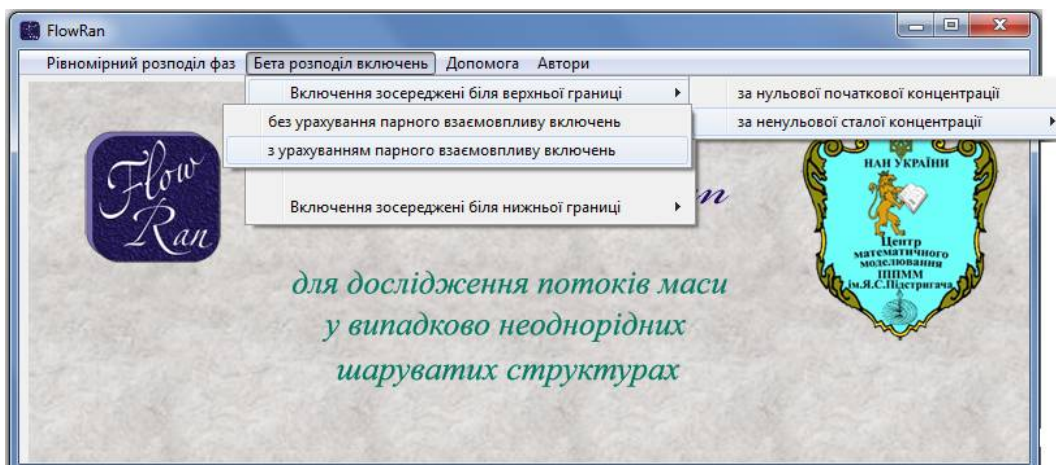 FlowRan
Рівномірний розподіл фаз Бета розподіл включень Допомога Автори
Включення зосереджені біля верхньої границі
за нульової початкової концентрації
без урахування парного взаємовпливу включень
за ненульової сталої концентрації
з урахуванням парного взаємовпливу включень
Включення зосереджені біля нижньої границі
Flow
Ran
an
НАН УКРАЇНИ
Центр
математичного
моделювання
ІППММ
ім.Я.С.Підстригача
для дослідження потоків маси
у випадково неоднорідних
шаруватих структурах